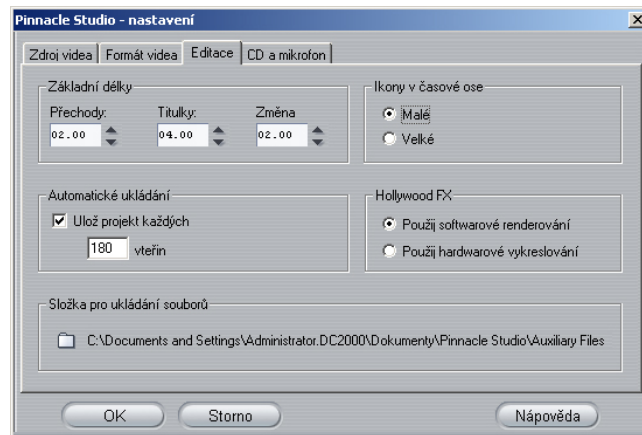 Pinnacle Studio - nastavení
Zdroj videa Formát videa Editace CD a mikrofon
Základní délky
Přechody: Titulky: Změna
02.00 04.00 02.00
Ikony v časové ose
Malé
Velké
Automatické ukládání
Ulož projekt každých
180 vteřin
Hollywood FX
Použij softwarové renderování
Použij hardwarové vykreslování
Složka pro ukládání souborů
C:\Documents and Settings\Administrator.DC2000\Dokumenty\Pinnacle Studio\Auxiliary Files
OK Storno Nápověda